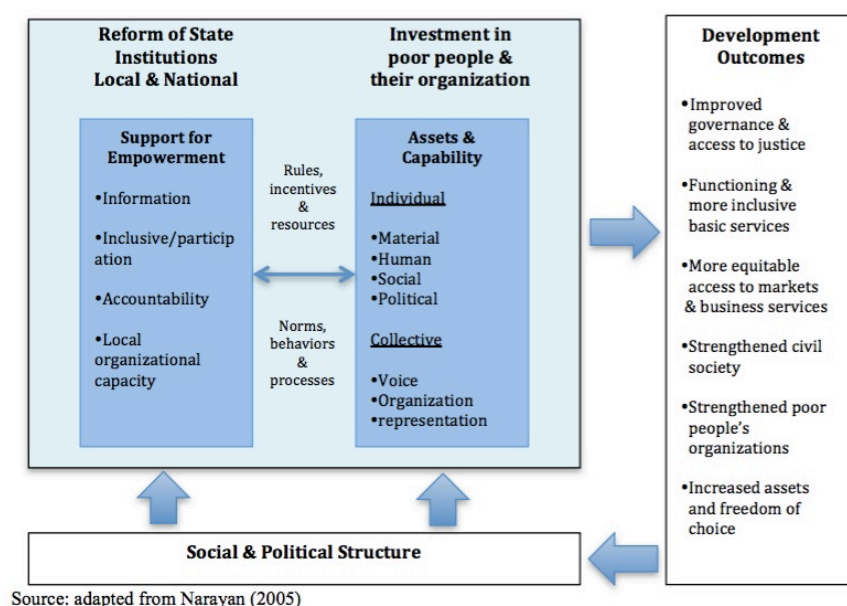 Reform of State
Institutions
Local & National
Support for
Empowerment
•Information
•Inclusive/particip
ation
•Accountability
•Local
organizational
capacity
Rules,
incentives
&
resources
Norms,
behaviors
&
processes
Investment in
poor people &
their organization
Assets &
Capability
Individual
•Material
•Human
•Social
•Political
Collective
•Voice
•Organization
•representation
Development
Outcomes
•Improved
governance &
access to justice
•Functioning &
more inclusive
basic services
•More equitable
access to markets
& business services
•Strengthened civil
society
•Strengthened poor
people's
organizations
•Increased assets
and freedom of
choice
Social & Political Structure
Source: adapted from Narayan (2005)